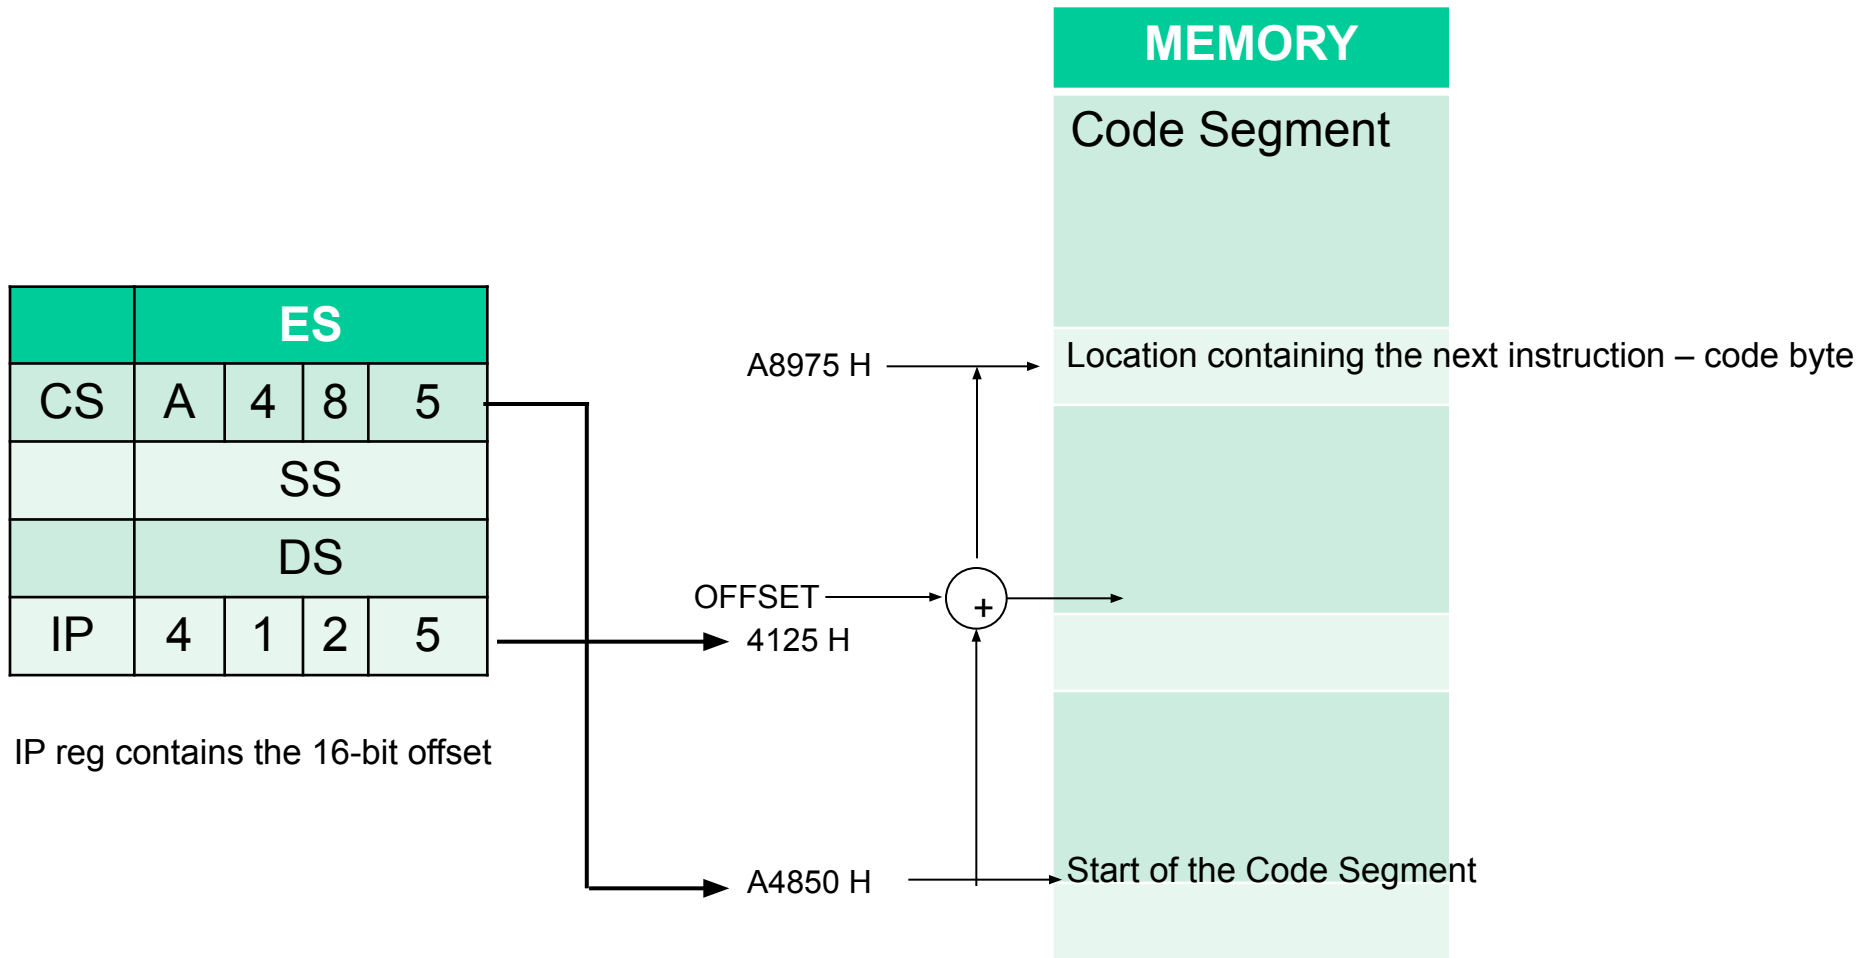 MEMORY
Code Segment
ES
A8975 H
Location containing the next instruction – code byte
CS A 4 8 5
SS
DS
OFFSET
+
IP 4 1 2 5
4125 H
IP reg contains the 16-bit offset
A4850 H
Start of the Code Segment